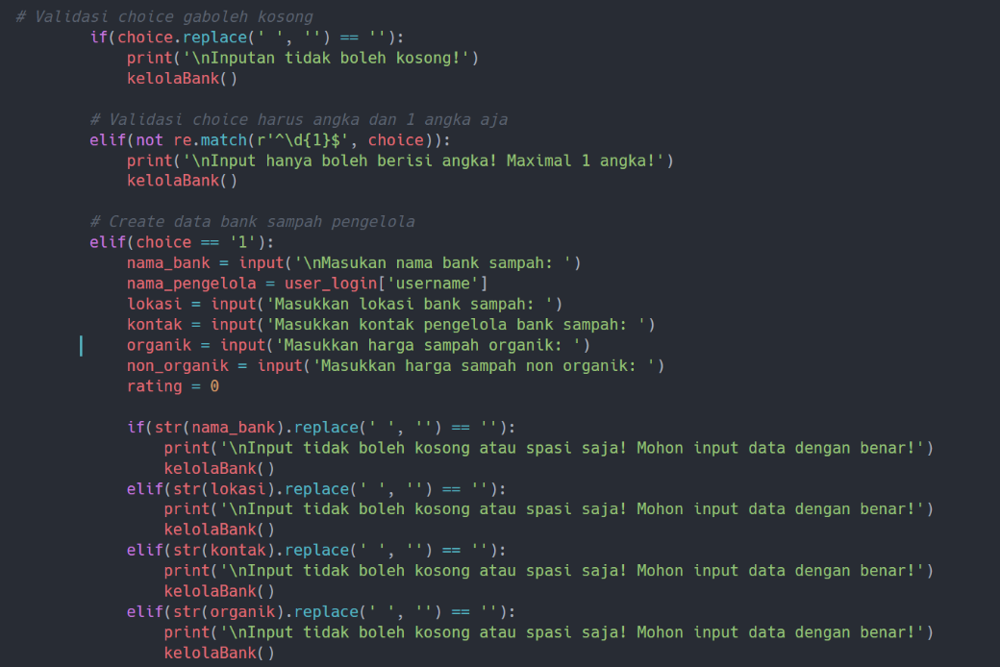 # Validasi choice gaboleh kosong
if(choice.replace(' ', '') == ''):
print('\nInputan tidak boleh kosong!')
kelolaBank()
# Validasi choice harus angka dan 1 angka aja
elif(not re.match(r'^\d{1}$', choice)):
print('\nInput hanya boleh berisi angka! Maximal 1 angka!')
kelolaBank()
# Create data bank sampah pengelola
elif(choice == '1'):
nama_bank = input('\nMasukan nama bank sampah: ')
nama_pengelola = user_login['username']
lokasi = input('Masukkan lokasi bank sampah: ')
kontak = input('Masukkan kontak pengelola bank sampah: ')
organik = input('Masukkan harga sampah organik: ')
non_organik = input('Masukkan harga sampah non organik: ')
rating = 0
if(str(nama_bank).replace(' ', '') == ''):
print('\nInput tidak boleh kosong atau spasi saja! Mohon input data dengan benar!')
kelolaBank()
elif(str(lokasi).replace(' ', '') == ''):
print('\nInput tidak boleh kosong atau spasi saja! Mohon input data dengan benar!')
kelolaBank()
elif(str(kontak).replace(' ', '') == ''):
print('\nInput tidak boleh kosong atau spasi saja! Mohon input data dengan benar!')
kelolaBank()
elif(str(organik).replace(' ', '') == ''):
print('\nInput tidak boleh kosong atau spasi saja! Mohon input data dengan benar!')
kelolaBank()